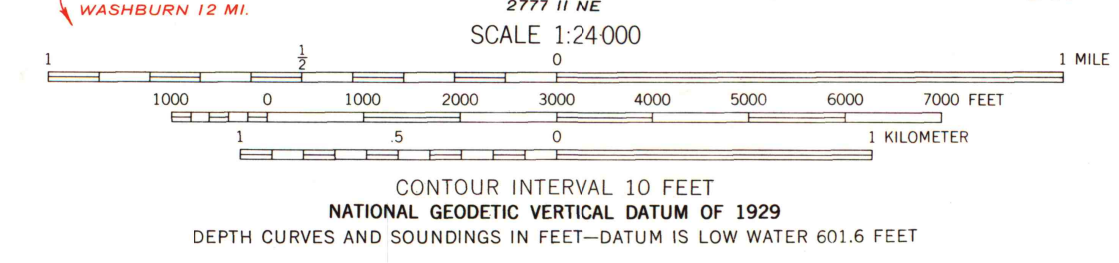 WASHBURN 12 MI.
2777 II NE
SCALE 1:24000
1 1/2 0 1 MILE
1000 0 1000 2000 3000 4000 5000 6000 7000 FEET
1 .5 0 1 KILOMETER
CONTOUR INTERVAL 10 FEET
NATIONAL GEODETIC VERTICAL DATUM OF 1929
DEPTH CURVES AND SOUNDINGS IN FEET—DATUM IS LOW WATER 601.6 FEET